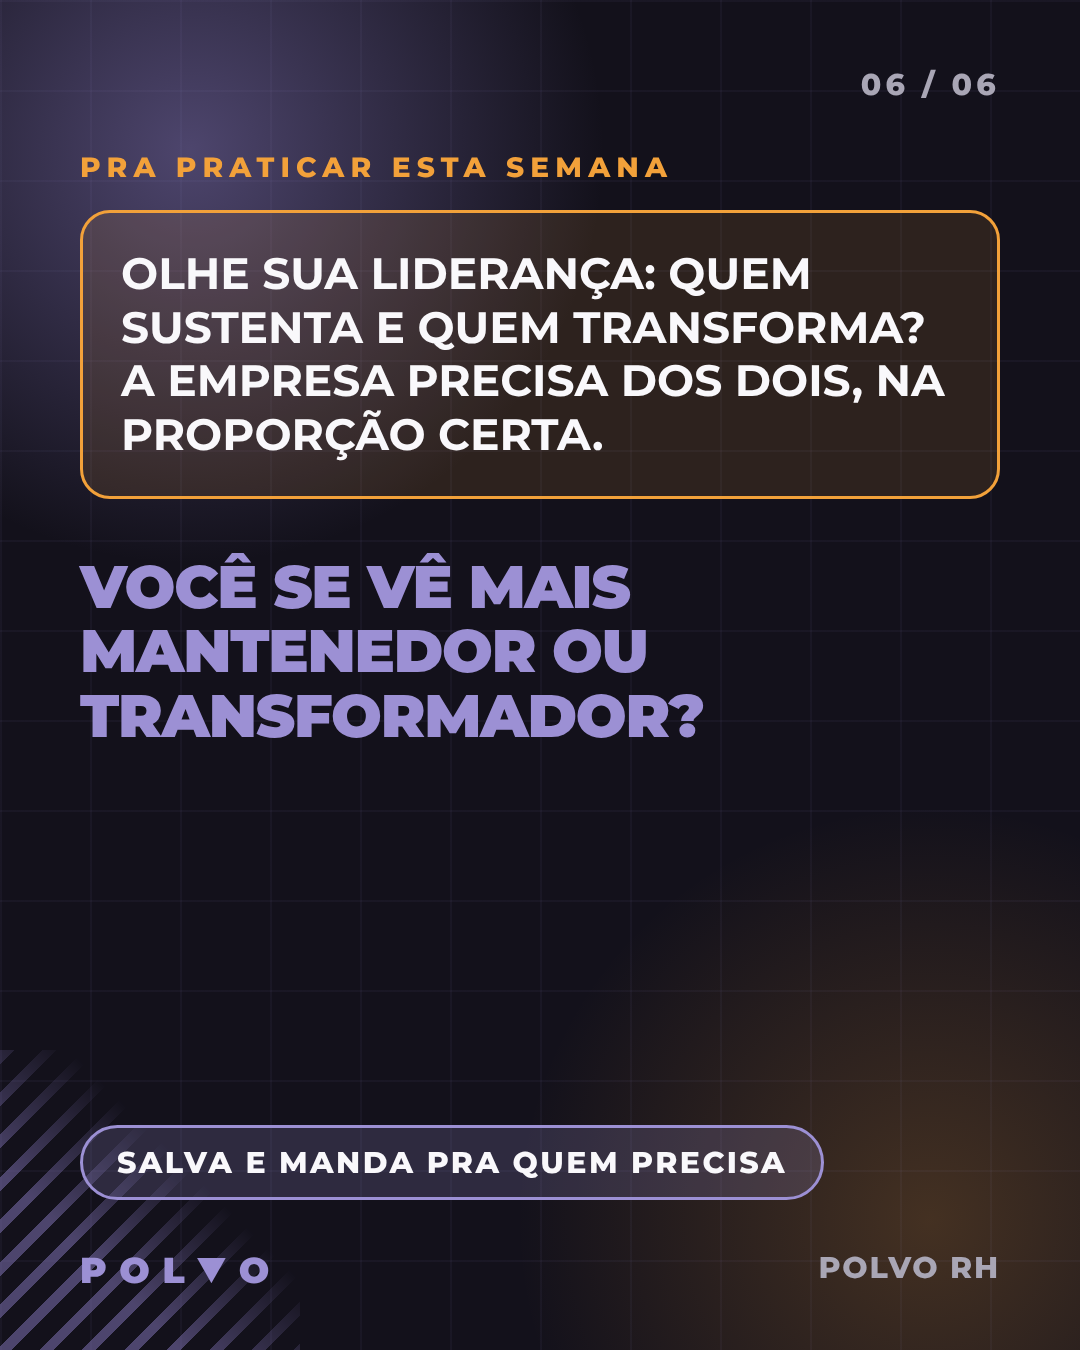 06 / 06
PRA PRATICAR ESTA SEMANA
OLHE SUA LIDERANÇA: QUEM
SUSTENTA E QUEM TRANSFORMA?
A EMPRESA PRECISA DOS DOIS, NA
PROPORÇÃO CERTA.
VOCÊ SE VÊ MAIS
MANTENEDOR OU
TRANSFORMADOR?
SALVA E MANDA PRA QUEM PRECISA
POLVO
POLVO RH